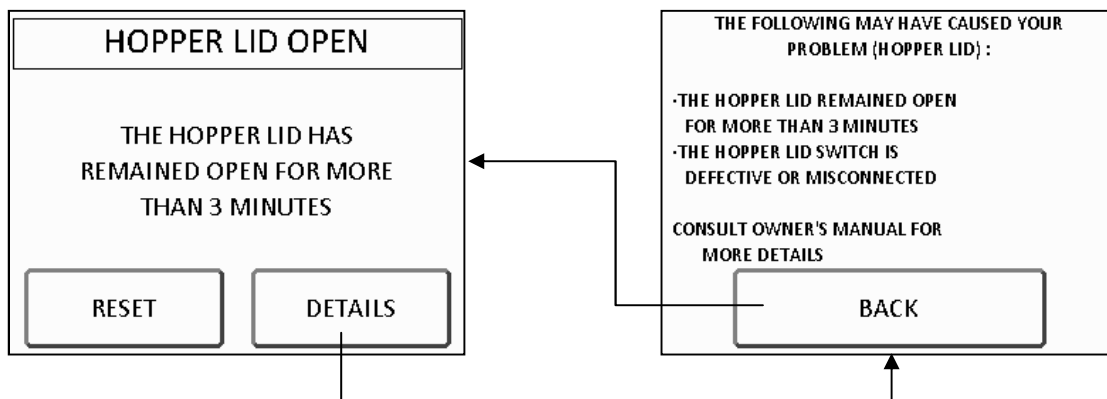 HOPPER LID OPEN
THE HOPPER LID HAS
REMAINED OPEN FOR MORE
THAN 3 MINUTES
RESET
DETAILS
THE FOLLOWING MAY HAVE CAUSED YOUR
PROBLEM (HOPPER LID) :
·THE HOPPER LID REMAINED OPEN
FOR MORE THAN 3 MINUTES
·THE HOPPER LID SWITCH IS
DEFECTIVE OR MISCONNECTED
CONSULT OWNER'S MANUAL FOR
MORE DETAILS
BACK